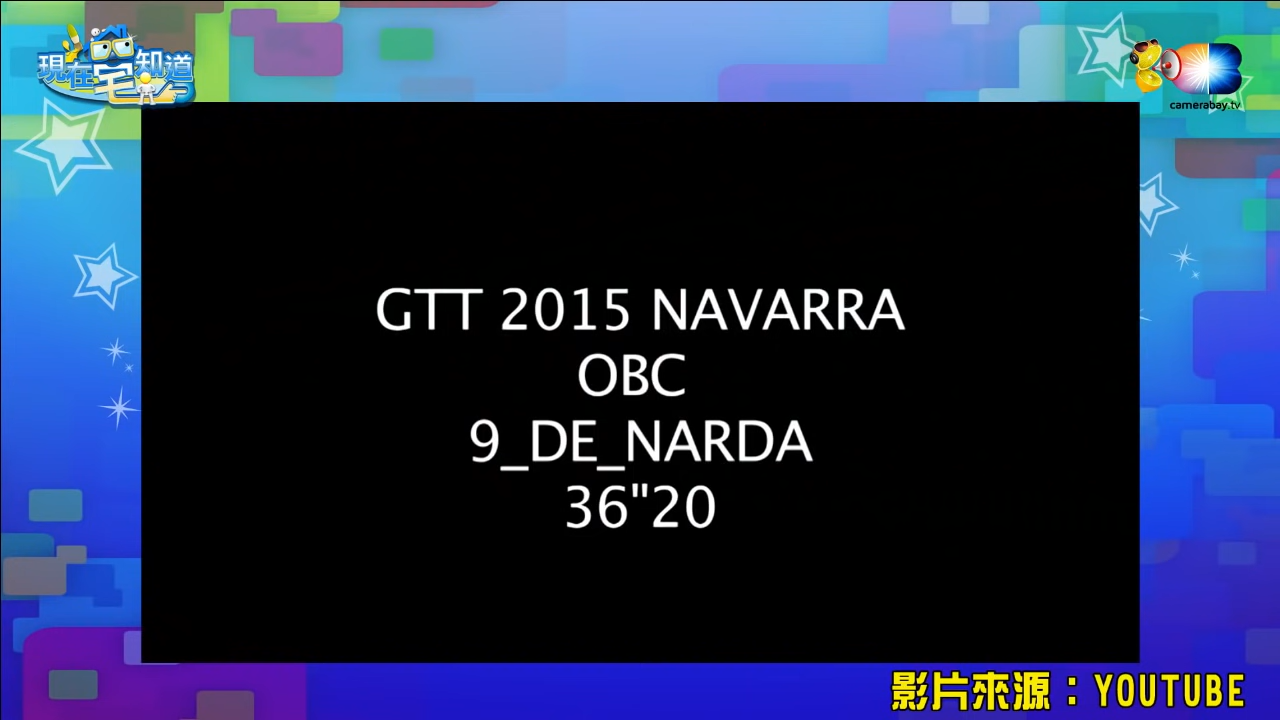 現在宅知道
camerabay.tv
GTT 2015 NAVARRA
OBC
9_DE_NARDA
36"20
影片來源：YOUTUBE